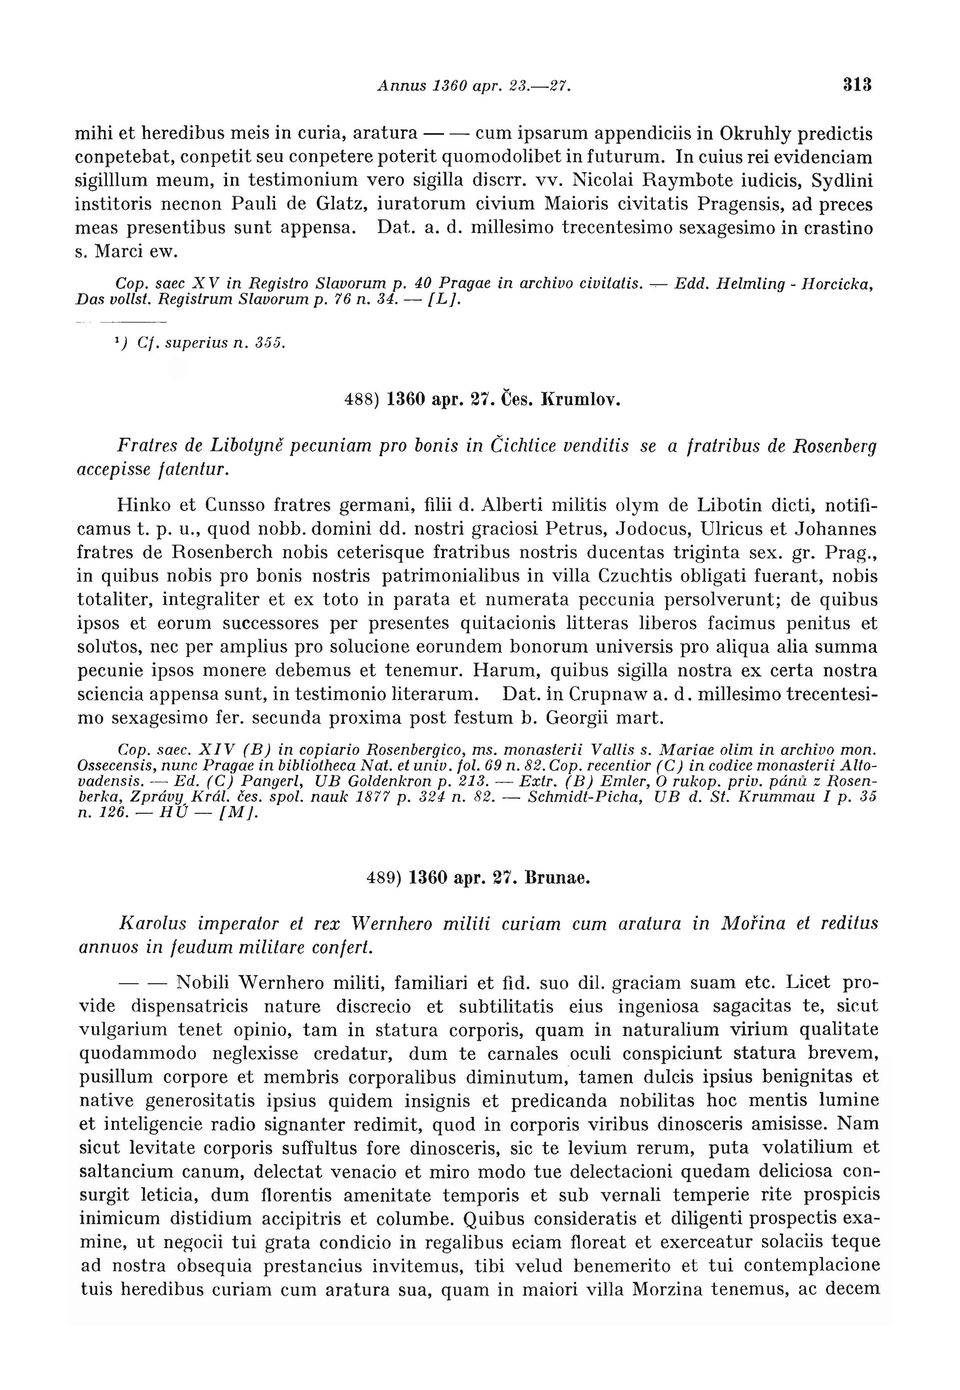 Annus 1360 apr. 23.—27. 313
mihi et heredibus meis in curia, aratura — — cum ipsarum appendiciis in Okruhly predictis
conpetebat, conpetit seu conpetere poterit quomodolibet in futurum. In cuius rei evidenciam
sigilllum meum, in testimonium vero sigilla discrr. vv. Nicolai Raymbote iudicis, Sydlini
institoris necnon Pauli de Glatz, iuratorum civium Maioris civitatis Pragensis, ad preces
meas presentibus sunt appensa. Dat. a. d. millesimo trecentesimo sexagesimo in crastino
s. Marci ew.
Cop. saec XV in Registro Slavorum p. 40 Pragae in archivo civitatis. — Edd. Helmling - Horcicka,
Das vollst. Registrum Slavorum p. 76 n. 34. — [L].
¹) Cf. superius n. 355.
488) 1360 apr. 27. Čes. Krumlov.
Fratres de Libotyně pecuniam pro bonis in Čichtice venditis se a fratribus de Rosenberg
accepisse fatentur.
Hinko et Cunsso fratres germani, filii d. Alberti militis olym de Libotin dicti, notifi-
camus t. p. u., quod nobb. domini dd. nostri graciosi Petrus, Jodocus, Ulricus et Johannes
fratres de Rosenberch nobis ceterisque fratribus nostris ducentas triginta sex. gr. Prag.,
in quibus nobis pro bonis nostris patrimonialibus in villa Czuchtis obligati fuerant, nobis
totaliter, integraliter et ex toto in parata et numerata peccunia persolverunt; de quibus
ipsos et eorum successores per presentes quitacionis litteras liberos facimus penitus et
solutos, nec per amplius pro solucione eorundem bonorum universis pro aliqua alia summa
pecunie ipsos monere debemus et tenemur. Harum, quibus sigilla nostra ex certa nostra
sciencia appensa sunt, in testimonio literarum. Dat. in Crupnaw a. d. millesimo trecentesi-
mo sexagesimo fer. secunda proxima post festum b. Georgii mart.
Cop. saec. XIV (B) in copiario Rosenbergico, ms. monasterii Vallis s. Mariae olim in archivo mon.
Ossecensis, nunc Pragae in bibliotheca Nat. et univ. fol. 69 n. 82. Cop. recentior (C) in codice monasterii Alto-
vadensis. — Ed. (C) Pangerl, UB Goldenkron p. 213. — Extr. (B) Emler, O rukop. priv. pánů z Rosen-
berka, Zprávy Král. čes. spol. nauk 1877 p. 324 n. 82. — Schmidt-Picha, UB d. St. Krummau I p. 35
n. 126. — HÚ — [M].
489) 1360 apr. 27. Brunae.
Karolus imperator et rex Wernhero militi curiam cum aratura in Mořina et reditus
annuos in feudum militare confert.
— — Nobili Wernhero militi, familiari et fid. suo dil. graciam suam etc. Licet pro-
vide dispensatricis nature discrecio et subtilitatis eius ingeniosa sagacitas te, sicut
vulgarium tenet opinio, tam in statura corporis, quam in naturalium virium qualitate
quodammodo neglexisse credatur, dum te carnales oculi conspiciunt statura brevem,
pusillum corpore et membris corporalibus diminutum, tamen dulcis ipsius benignitas et
native generositatis ipsius quidem insignis et predicanda nobilitas hoc mentis lumine
et inteligencie radio signanter redimit, quod in corporis viribus dinosceris amisisse. Nam
sicut levitate corporis suffultus fore dinosceris, sic te levium rerum, puta volatilium et
saltancium canum, delectat venacio et miro modo tue delectacioni quedam deliciosa con-
surgit leticia, dum florentis amenitate temporis et sub vernali temperie rite prospicis
inimicum distidium accipitris et columbe. Quibus consideratis et diligenti prospectis exa-
mine, ut negocii tui grata condicio in regalibus eciam floreat et exerceatur solaciis teque
ad nostra obsequia prestancius invitemus, tibi velud benemerito et tui contemplacione
tuis heredibus curiam cum aratura sua, quam in maiori villa Morzina tenemus, ac decem